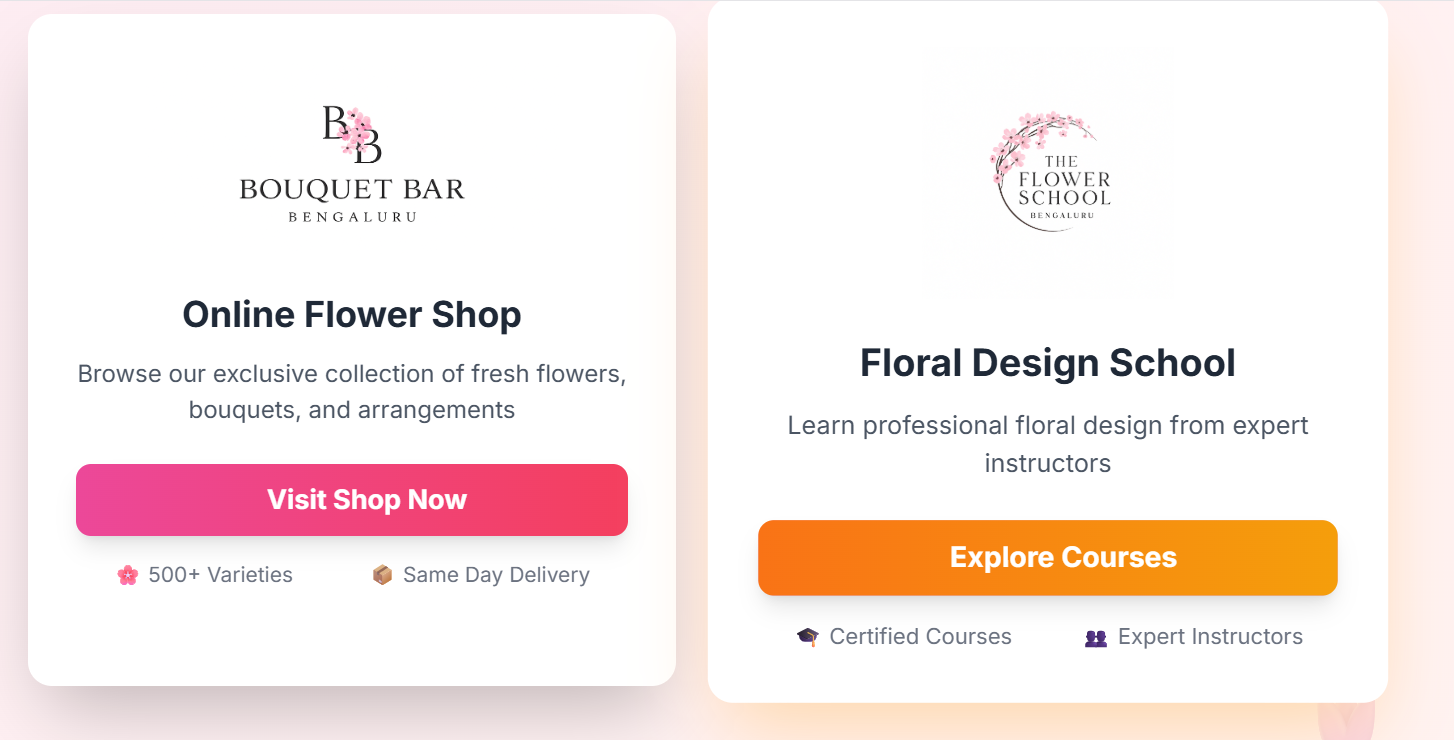 B
B
BOUQUET BAR
BENGALURU
Online Flower Shop
Browse our exclusive collection of fresh flowers,
bouquets, and arrangements
Visit Shop Now
500+ Varieties
Same Day Delivery
THE
FLOWER
SCHOOL
BENGALURU
Floral Design School
Learn professional floral design from expert
instructors
Explore Courses
Certified Courses
Expert Instructors